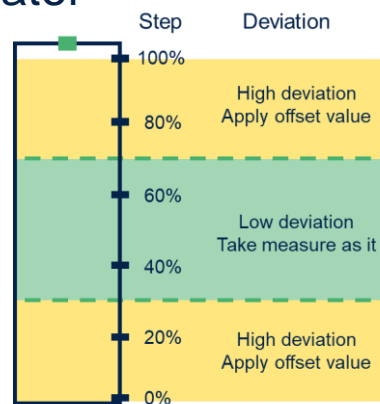 Step Deviation
100%
High deviation
Apply offset value
80%
60%
Low deviation
Take measure as it
40%
20%
High deviation
Apply offset value
0%